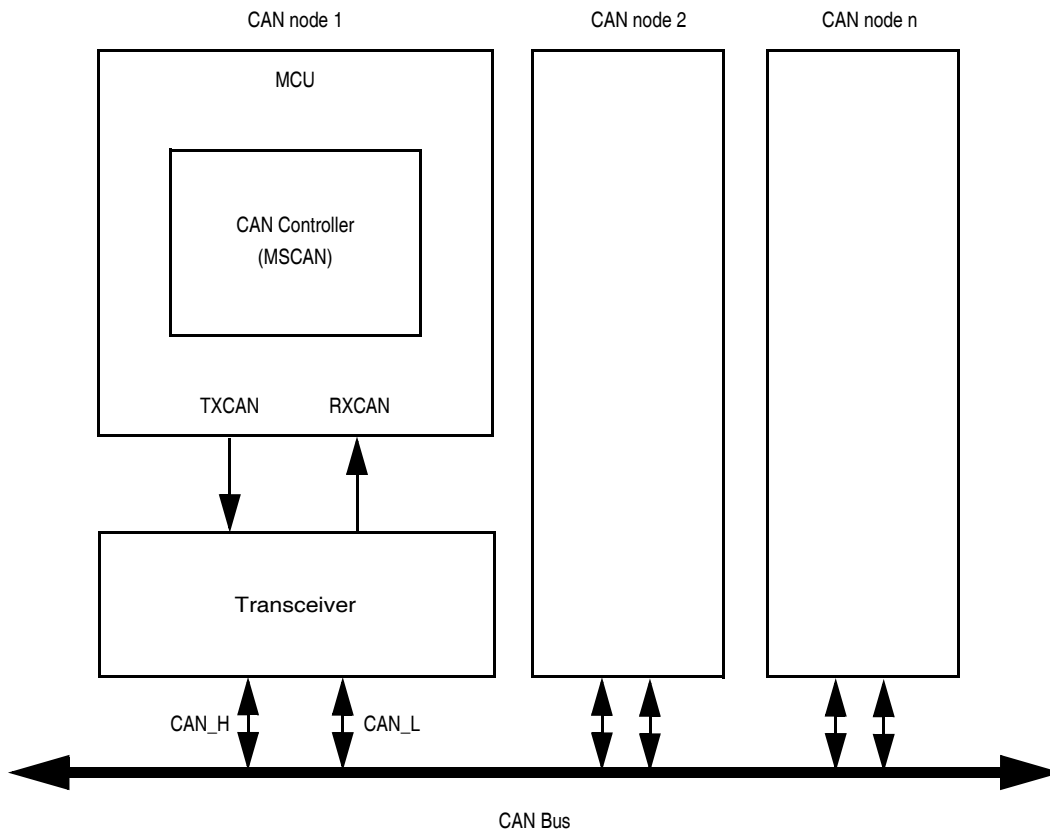 CAN node 1
CAN node 2
CAN node n
MCU
CAN Controller
(MSCAN)
TXCAN
RXCAN
Transceiver
CAN_H
CAN_L
CAN Bus